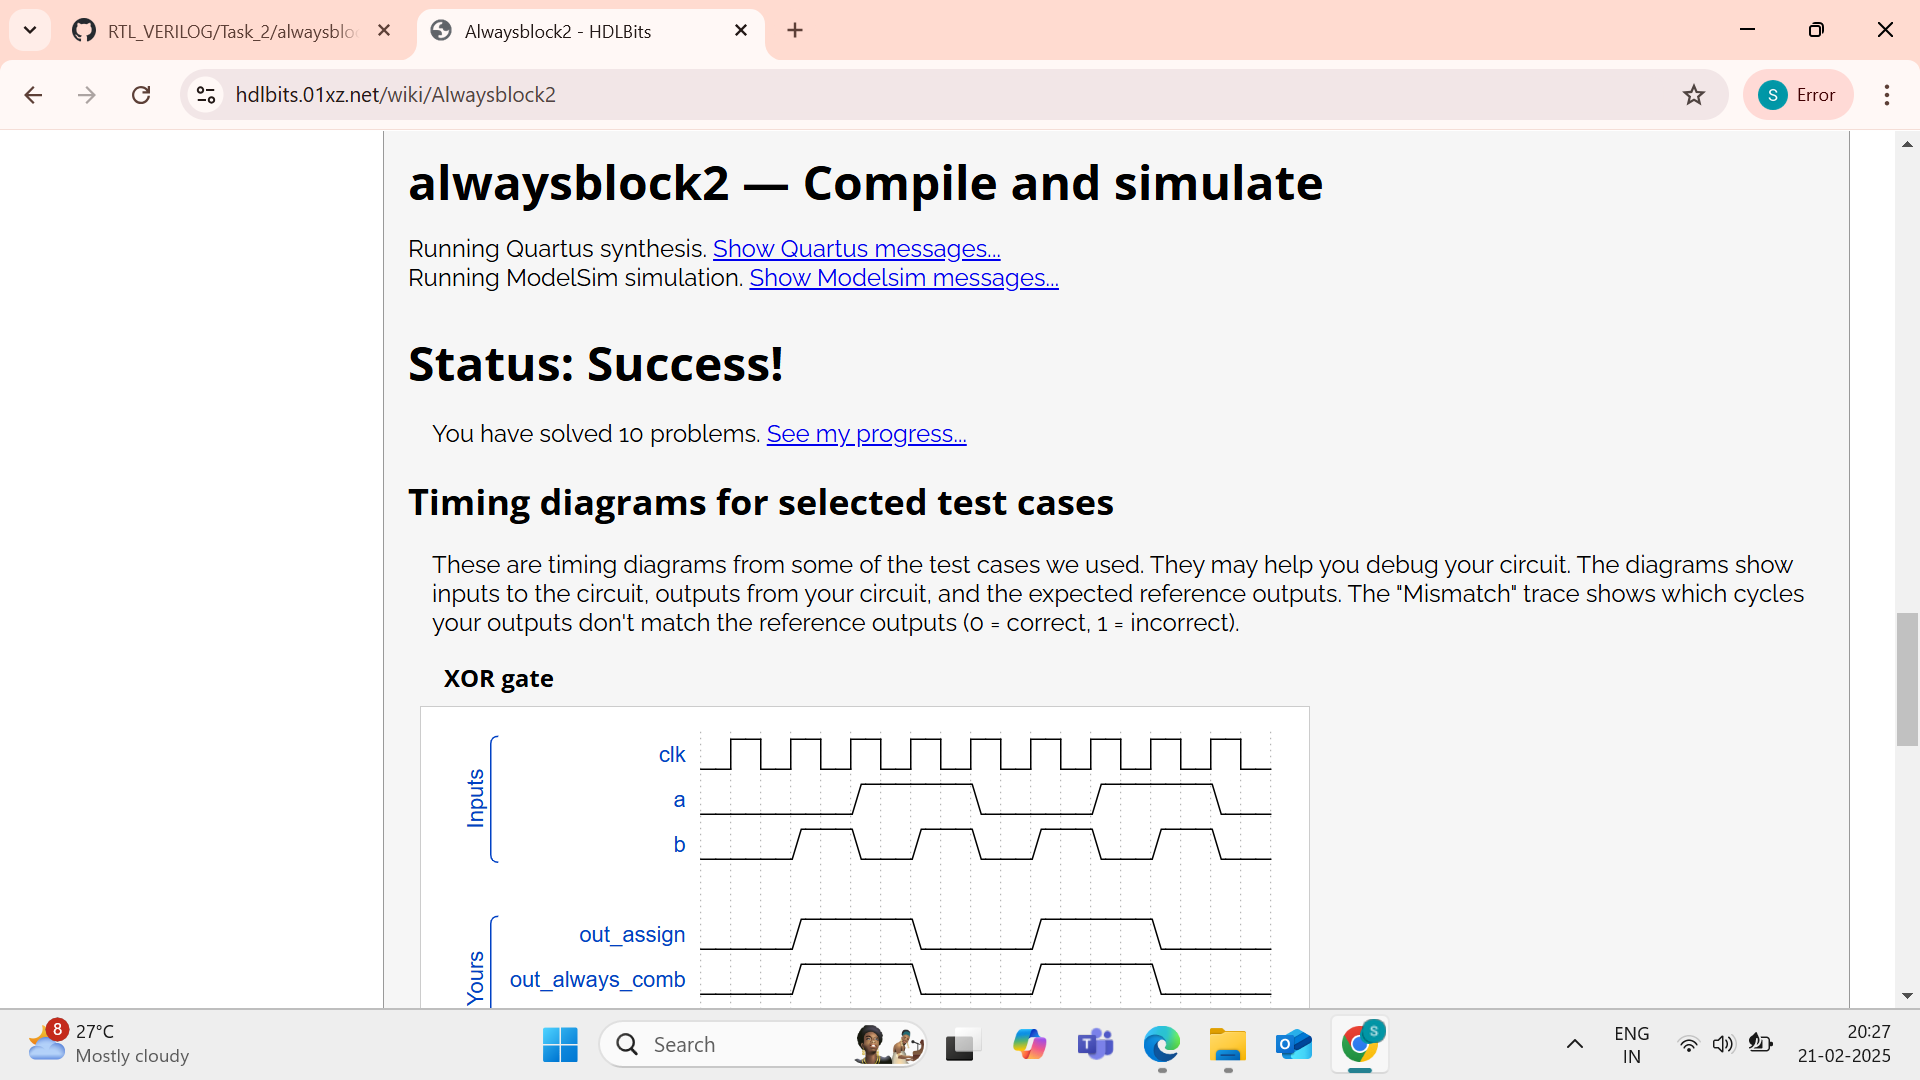 RTL_VERILOG/Task_2/alwaysblo
Alwaysblock2 - HDLBits
hdlbits.01xz.net/wiki/Alwaysblock2
S
Error
alwaysblock2 — Compile and simulate
Running Quartus synthesis. Show Quartus messages...
Running ModelSim simulation. Show Modelsim messages...
Status: Success!
You have solved 10 problems. See my progress...
Timing diagrams for selected test cases
These are timing diagrams from some of the test cases we used. They may help you debug your circuit. The diagrams show
inputs to the circuit, outputs from your circuit, and the expected reference outputs. The "Mismatch" trace shows which cycles
your outputs don't match the reference outputs (0 = correct, 1 = incorrect).
XOR gate
Inputs
clk
a
b
Yours
out_assign
out_always_comb
8
27°C
Mostly cloudy
Search
S
ENG
IN
20:27
21-02-2025